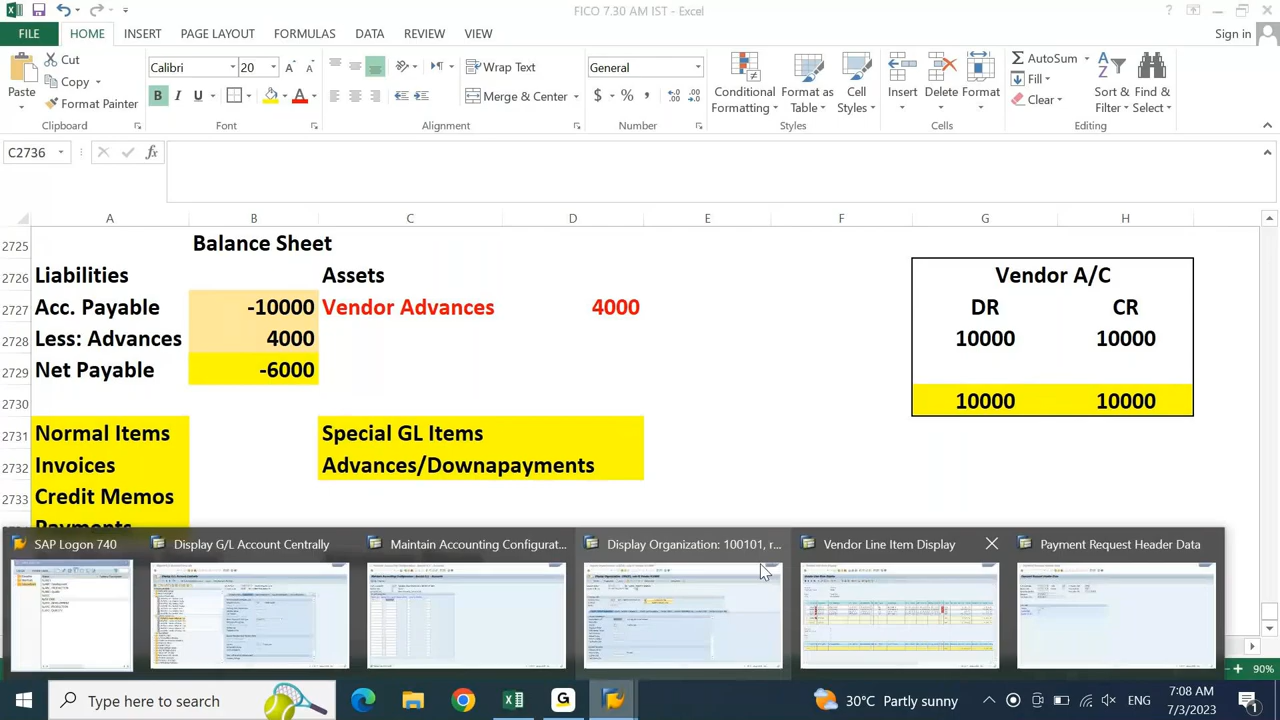 FICO 7.30 AM IST - Excel
? Sign in
FILE HOME INSERT PAGE LAYOUT FORMULAS DATA REVIEW VIEW
Cut
Copy
Format Painter
Paste
Clipboard
Calibri 20
B I U
Font
Wrap Text
Merge & Center
Alignment
General
$ % ,
Number
Conditional Formatting
Format as Table
Cell Styles
Styles
Insert Delete Format
Cells
AutoSum
Fill
Clear
Sort & Filter
Find & Select
Editing
C2736 fx
A B C D E F G H
2725 Balance Sheet
2726 Liabilities Assets Vendor A/C
2727 Acc. Payable -10000 Vendor Advances 4000 DR CR
2728 Less: Advances 4000 10000 10000
2729 Net Payable -6000
2730 10000 10000
2731 Normal Items Special GL Items
2732 Invoices Advances/Downapayments
2733 Credit Memos
Payments
SAP Logon 740
Display G/L Account Centrally
Maintain Accounting Configurat...
Display Organization: 100101, r...
Vendor Line Item Display
Payment Request Header Data
90%
Type here to search
30°C Partly sunny
ENG
7:08 AM
7/3/2023
1